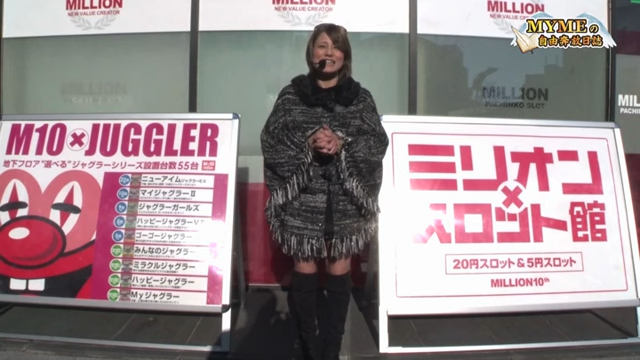 MILLION
NEW VALUE CREATOR
MILLION
NEW VALUE CREATOR
MYMEの
自由奔放日誌
MILLION
PACHINKO SLOT
MILLION
PACHIN
M10×JUGGLER
地下フロア"選べる"ジャグラーシリーズ設置台数55台
ニューアイムジャグラーEX
マイジャグラーⅡ
ジャグラーガールズ
ハッピージャグラーVⅡ
ゴーゴージャグラー
みんなのジャグラー
ミラクルジャグラー
ハッピージャグラー
Myジャグラー
ミリオン
×
スロット館
20円スロット&5円スロット
MILLION10th